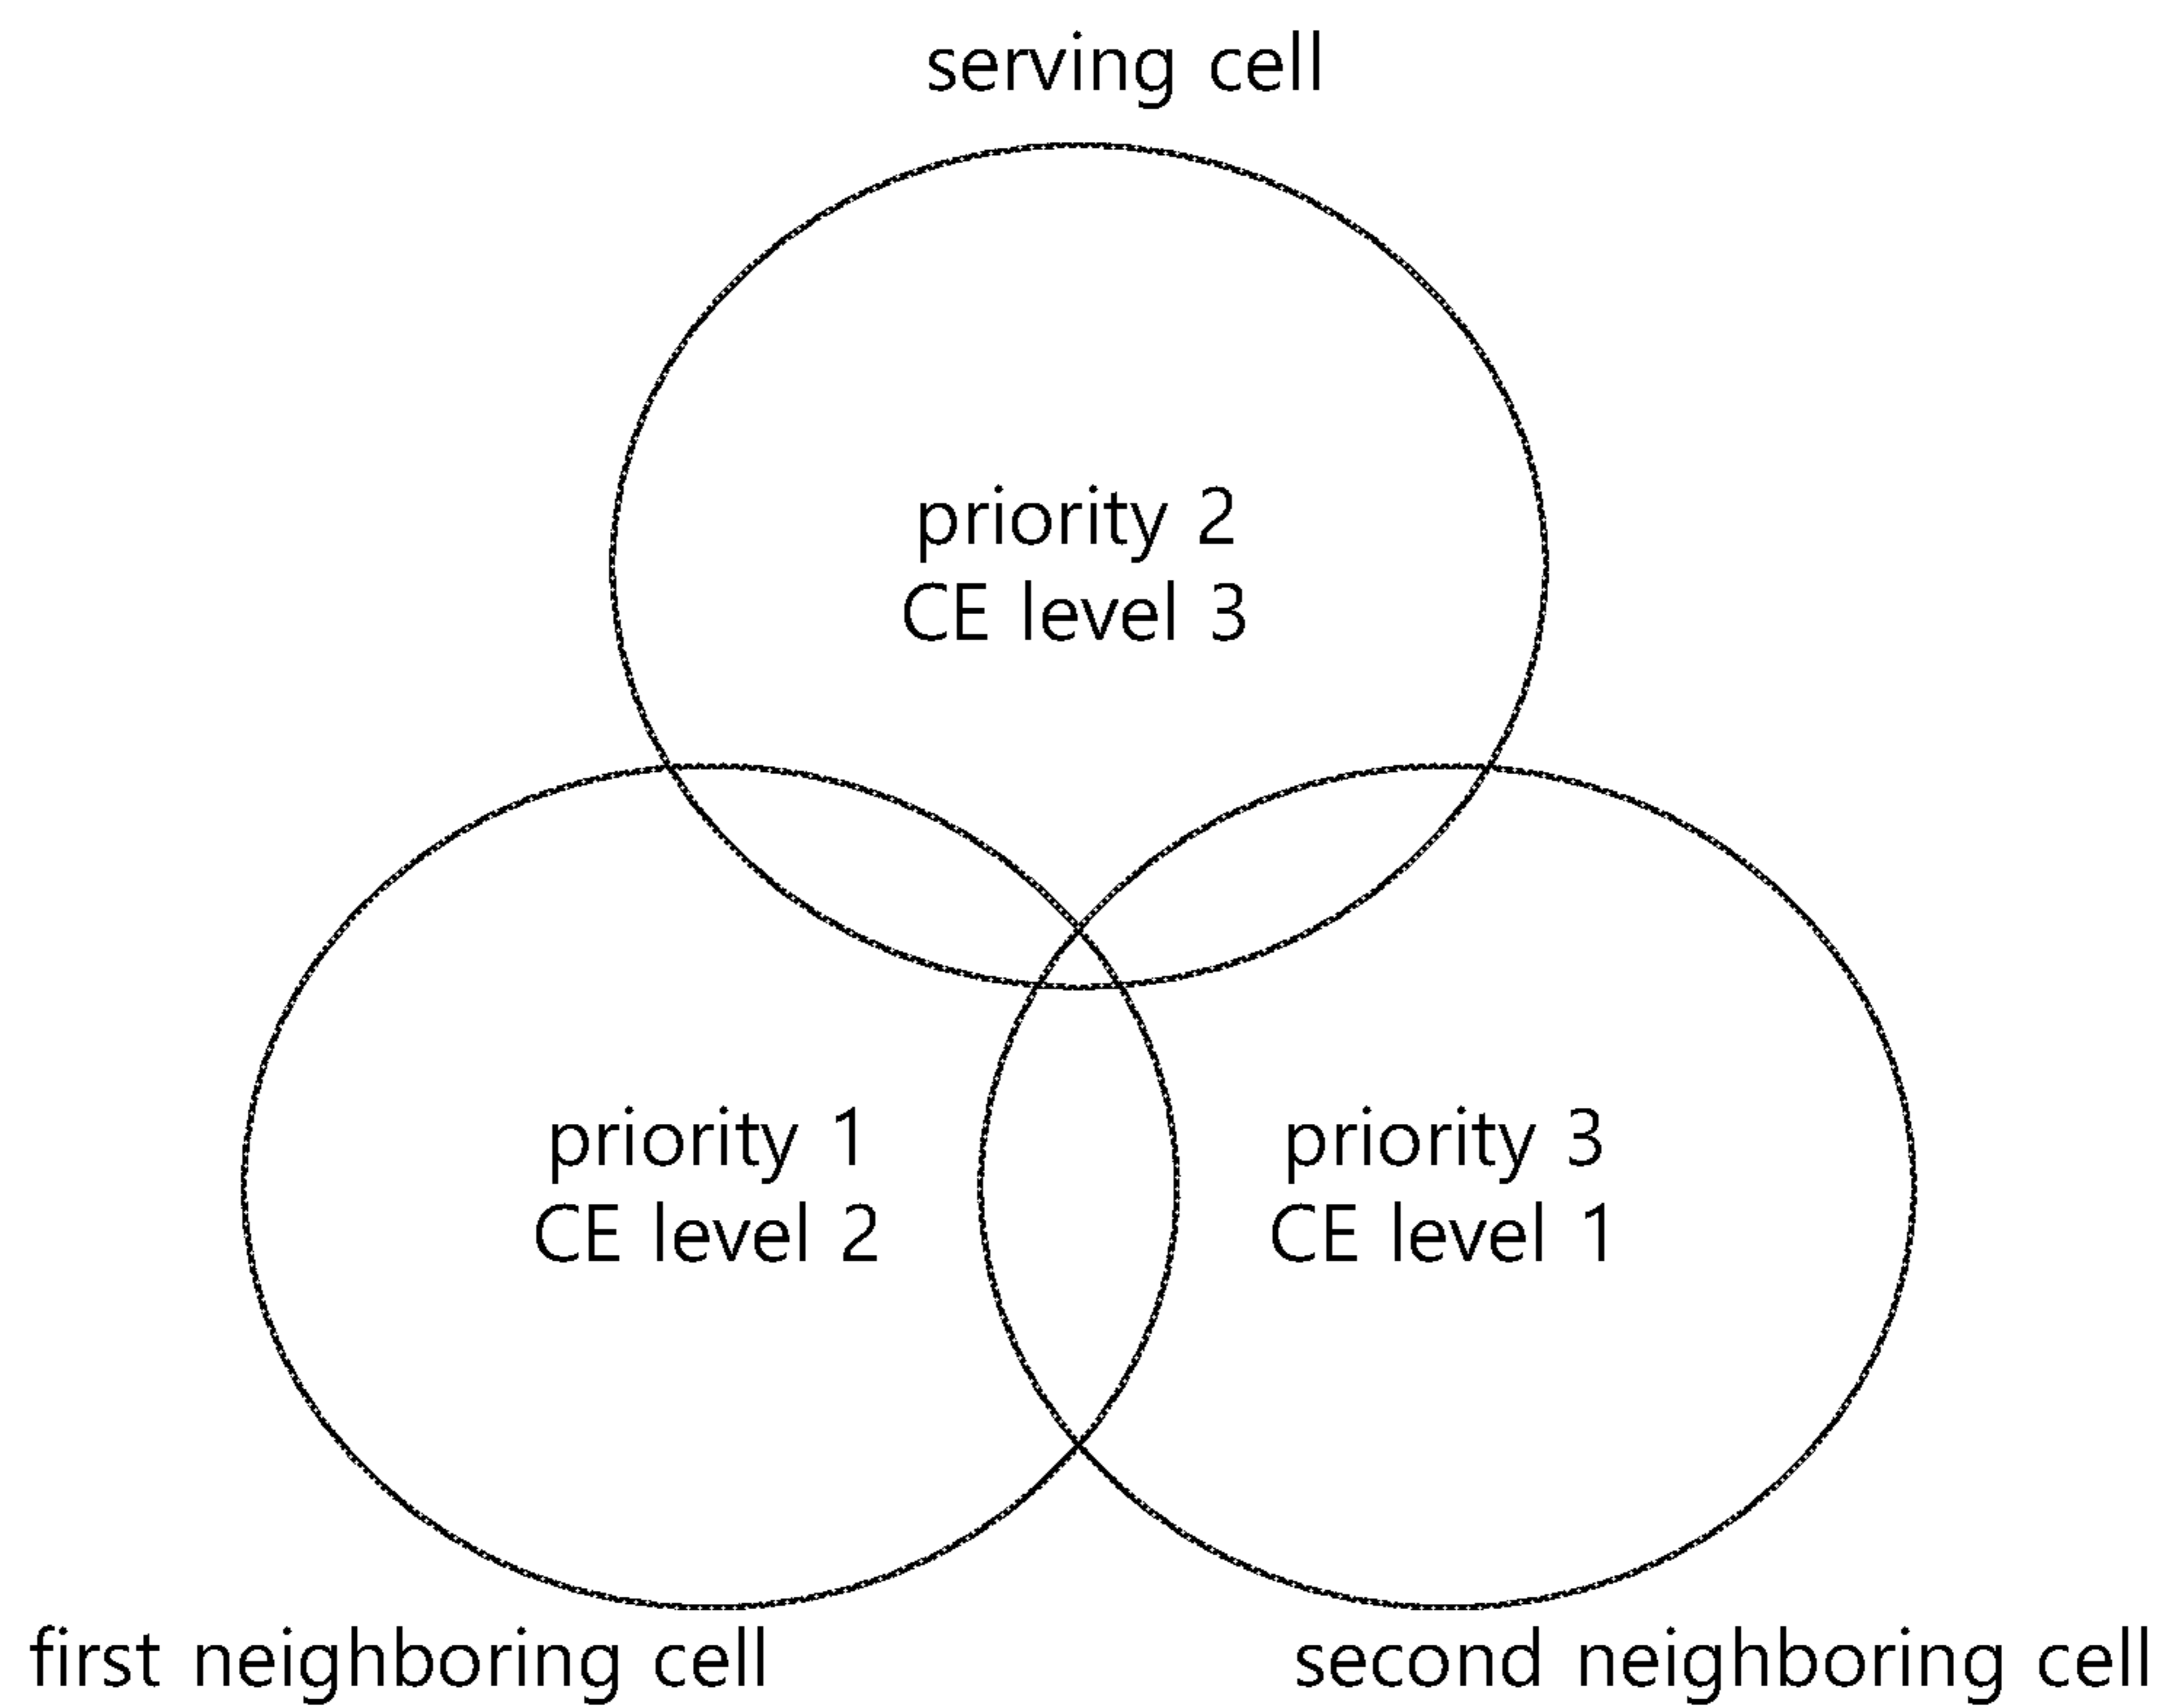 serving cell
priority 2
CE level 3
priority 1
CE level 2
priority 3
CE level 1
first neighboring cell
second neighboring cell